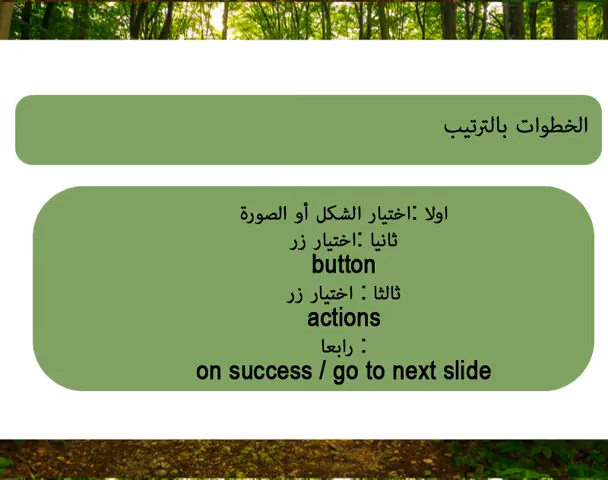 الخطوات بالترتيب
اولا :اختيار الشكل أو الصورة
ثانيا :اختيار زر
button
ثالثا : اختيار زر
actions
رابعا :
on success / go to next slide